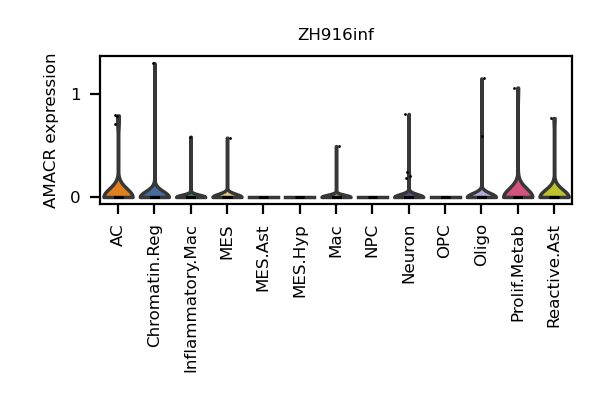 ZH916inf
AMACR expression
1
0
AC
Chromatin.Reg
Inflammatory.Mac
MES
MES.Ast
MES.Hyp
Mac
NPC
Neuron
OPC
Oligo
Prolif.Metab
Reactive.Ast